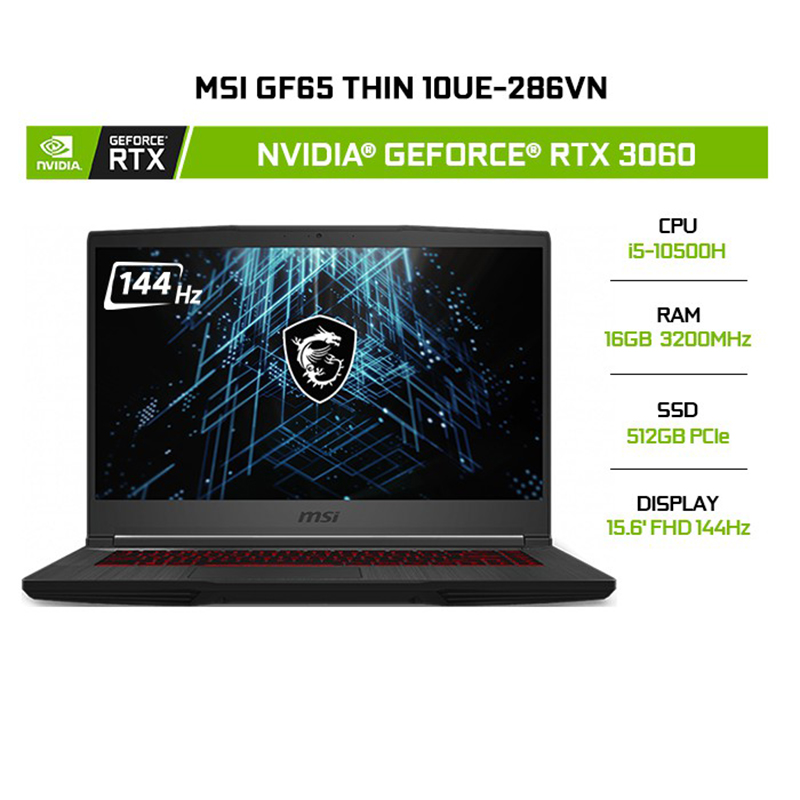 MSI GF65 THIN 10UE-286VN
NVIDIA.
GEFORCE®
RTX
NVIDIA® GEFORCE® RTX 3060
144 Hz
msi
CPU
i5-10500H
RAM
16GB 3200MHz
SSD
512GB PCIe
DISPLAY
15.6' FHD 144Hz